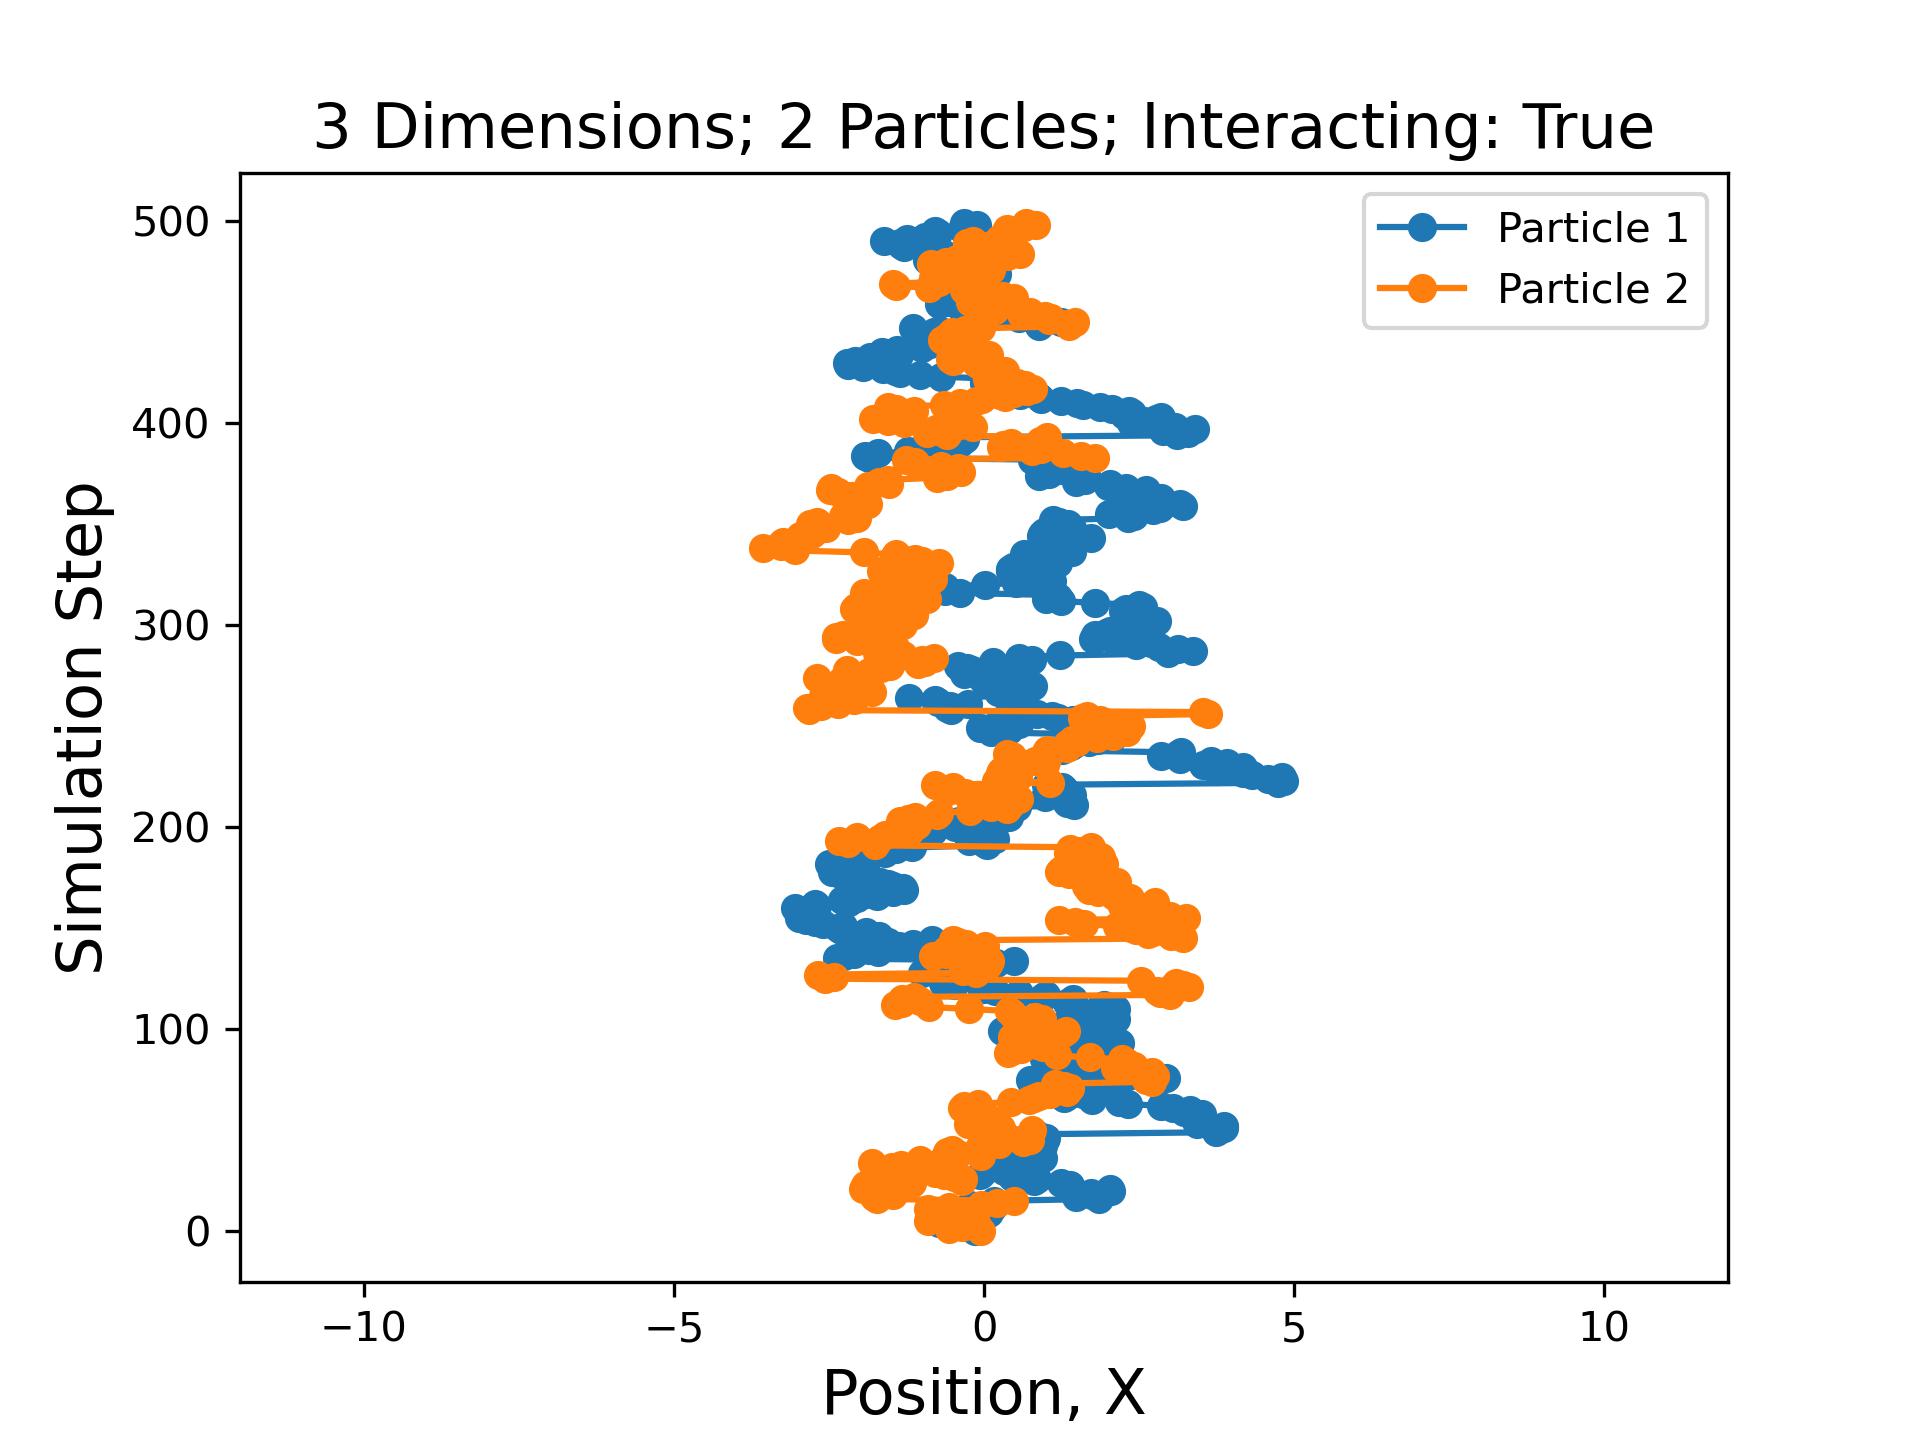 3 Dimensions; 2 Particles; Interacting: True
Particle 1
Particle 2
500
400
300
200
100
0
Simulation Step
−10
−5
0
5
10
Position, X